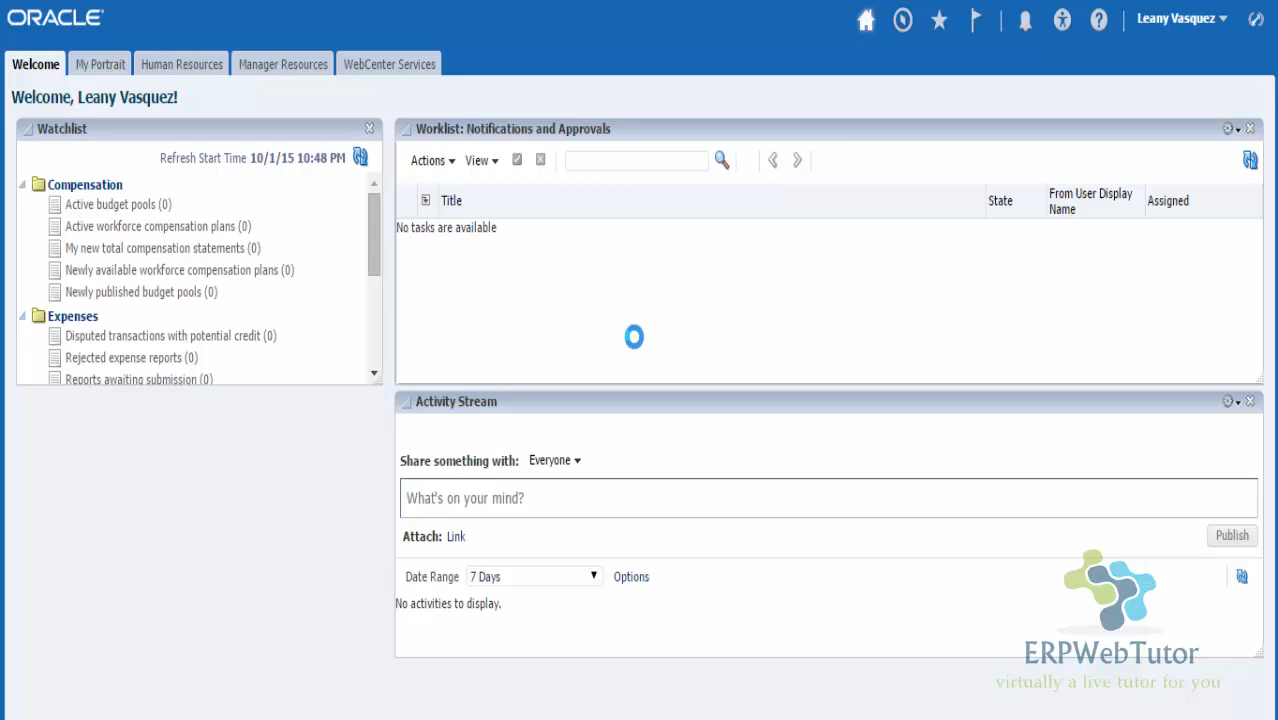 ORACLE®
Leany Vasquez
Welcome
My Portrait
Human Resources
Manager Resources
WebCenter Services
Welcome, Leany Vasquez!
Watchlist
Refresh Start Time 10/1/15 10:48 PM
Compensation
Active budget pools (0)
Active workforce compensation plans (0)
My new total compensation statements (0)
Newly available workforce compensation plans (0)
Newly published budget pools (0)
Expenses
Disputed transactions with potential credit (0)
Rejected expense reports (0)
Reports awaiting submission (0)
Worklist: Notifications and Approvals
Actions View
Title State From User Display Name Assigned
No tasks are available
Activity Stream
Share something with: Everyone
What's on your mind?
Attach: Link
Publish
Date Range 7 Days Options
No activities to display.
ERPWebTutor
virtually a live tutor for you